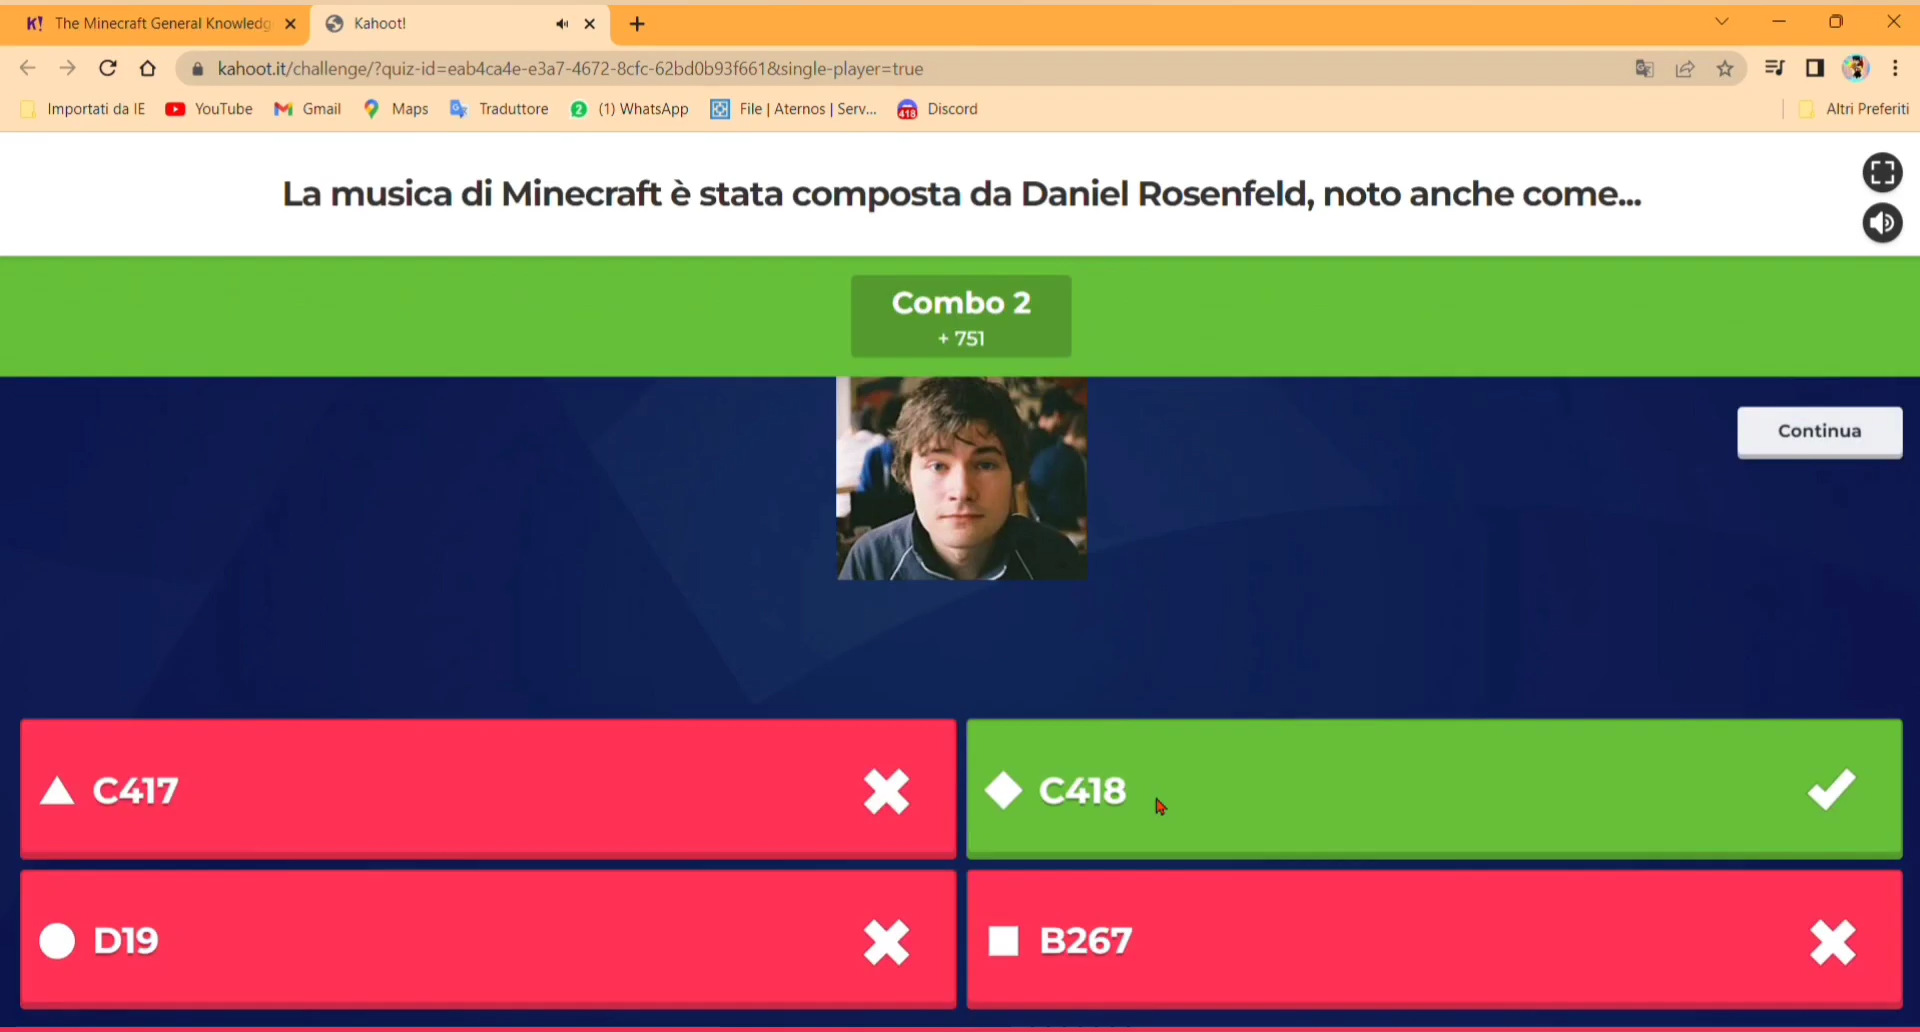 K! The Minecraft General Knowledg
Kahoot!
kahoot.it/challenge/?quiz-id=eab4ca4e-e3a7-4672-8cfc-62bd0b93f661&single-player=true
Importati da IE YouTube Gmail Maps Traduttore 2 (1) WhatsApp File | Aternos | Serv... 418 Discord Altri Preferiti
La musica di Minecraft è stata composta da Daniel Rosenfeld, noto anche come...
Combo 2
+ 751
Continua
C417
C418
D19
B267